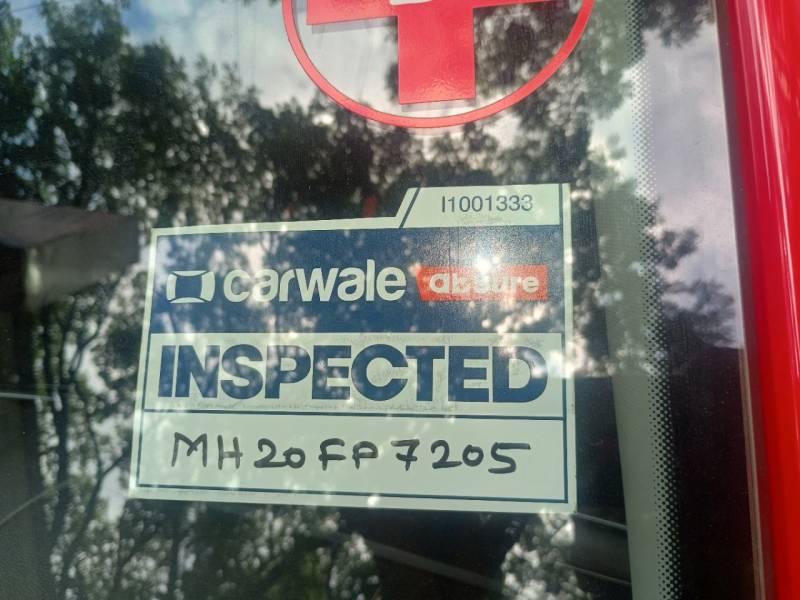 I1001333
carwale absure
INSPECTED
MH20FP7205